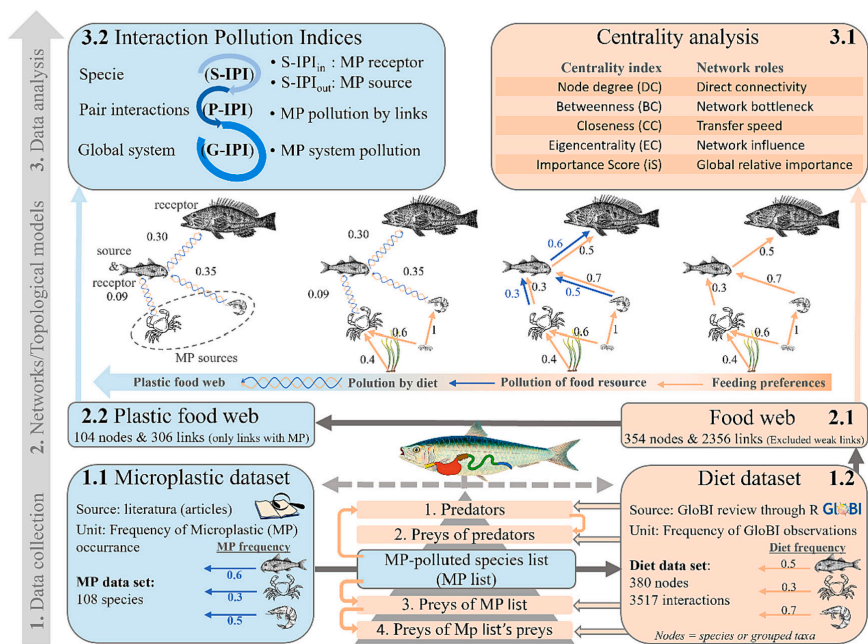 3. Data analysis
2. Networks/Topological models
1. Data collection
3.2 Interaction Pollution Indices
Specie (S-IPI)
• S-IPIin : MP receptor
• S-IPIout: MP source
Pair interactions (P-IPI) • MP pollution by links
Global system (G-IPI) • MP system pollution
Centrality analysis 3.1
Centrality index Network roles
Node degree (DC) Direct connectivity
Betweenness (BC) Network bottleneck
Closeness (CC) Transfer speed
Eigencentrality (EC) Network influence
Importance Score (iS) Global relative importance
receptor
0.30
source
&
receptor
0.35
0.09
MP sources
0.30
0.35
0.09
0.6
1
0.4
0.6
0.5
0.7
0.3
0.3
0.5
0.6
1
0.4
0.5
0.7
0.3
0.6
1
0.4
Plastic food web Polution by diet Pollution of food resource Feeding preferences
2.2 Plastic food web
104 nodes & 306 links (only links with MP)
Food web 2.1
354 nodes & 2356 links (Excluded weak links)
1.1 Microplastic dataset
Source: literatura (articles)
Unit: Frequency of Microplastic (MP)
occurrance
MP frequency
MP data set:
108 species
0.6
0.3
0.5
1. Predators
2. Preys of predators
MP-polluted species list
(MP list)
3. Preys of MP list
4. Preys of Mp list's preys
Diet dataset 1.2
Source: GloBI review through R GloBI
Unit: Frequency of GloBI observations
Diet frequency
Diet data set:
380 nodes
3517 interactions
0.5
0.3
0.7
Nodes = species or grouped taxa